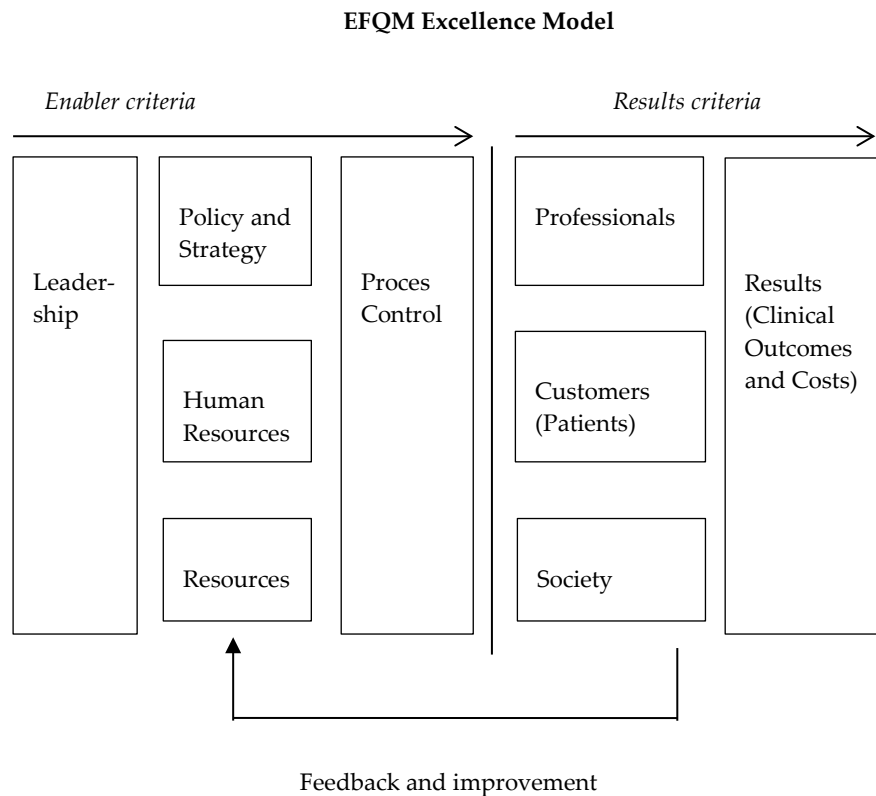 EFQM Excellence Model
Enabler criteria
Results criteria
Leader-
ship
Policy and
Strategy
Human
Resources
Resources
Proces
Control
Professionals
Customers
(Patients)
Society
Results
(Clinical
Outcomes
and Costs)
Feedback and improvement